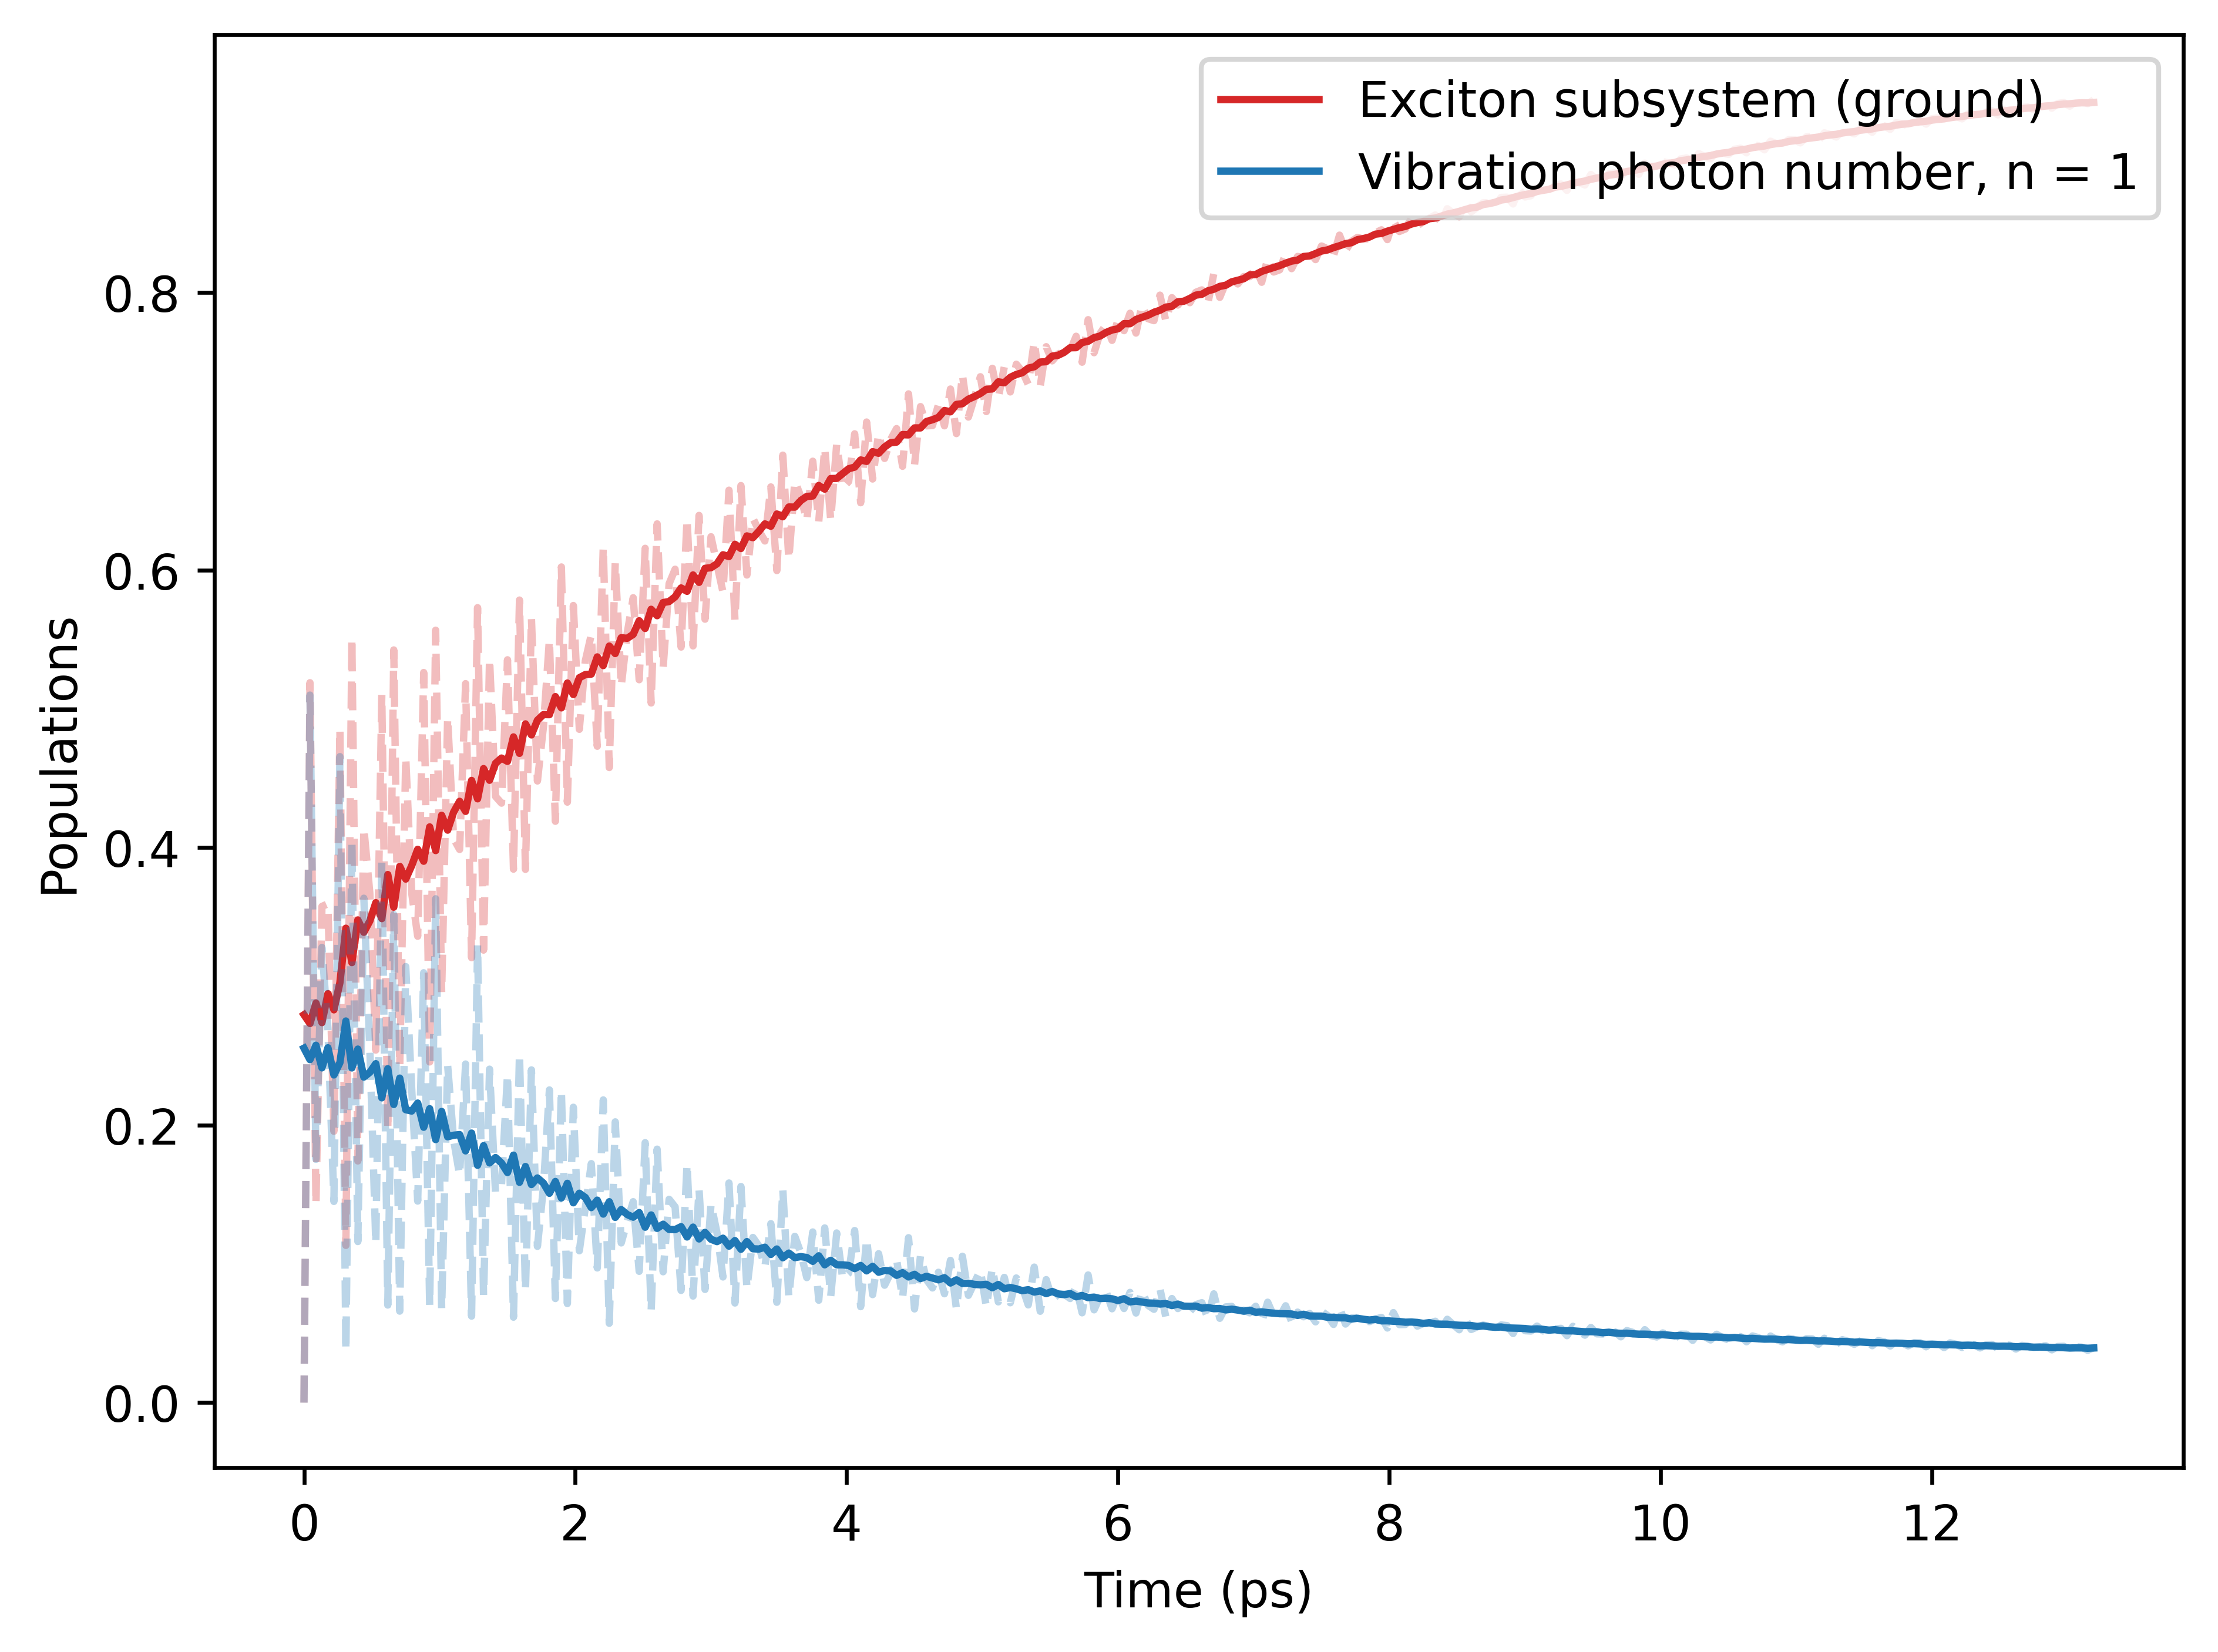 Exciton subsystem (ground)
Vibration photon number, n = 1
Populations
0.8
0.6
0.4
0.2
0.0
0 2 4 6 8 10 12
Time (ps)